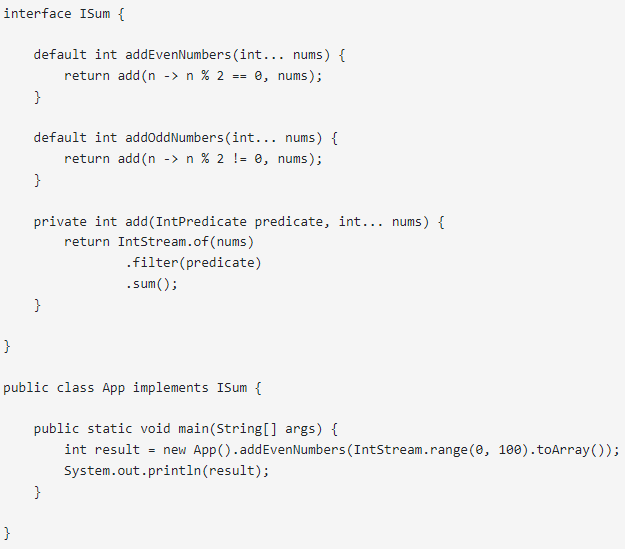 interface ISum {
default int addEvenNumbers(int... nums) {
return add(n -> n % 2 == 0, nums);
}
default int addOddNumbers(int... nums) {
return add(n -> n % 2 != 0, nums);
}
private int add(IntPredicate predicate, int... nums) {
return IntStream.of(nums)
.filter(predicate)
.sum();
}
}
public class App implements ISum {
public static void main(String[] args) {
int result = new App().addEvenNumbers(IntStream.range(0, 100).toArray());
System.out.println(result);
}
}